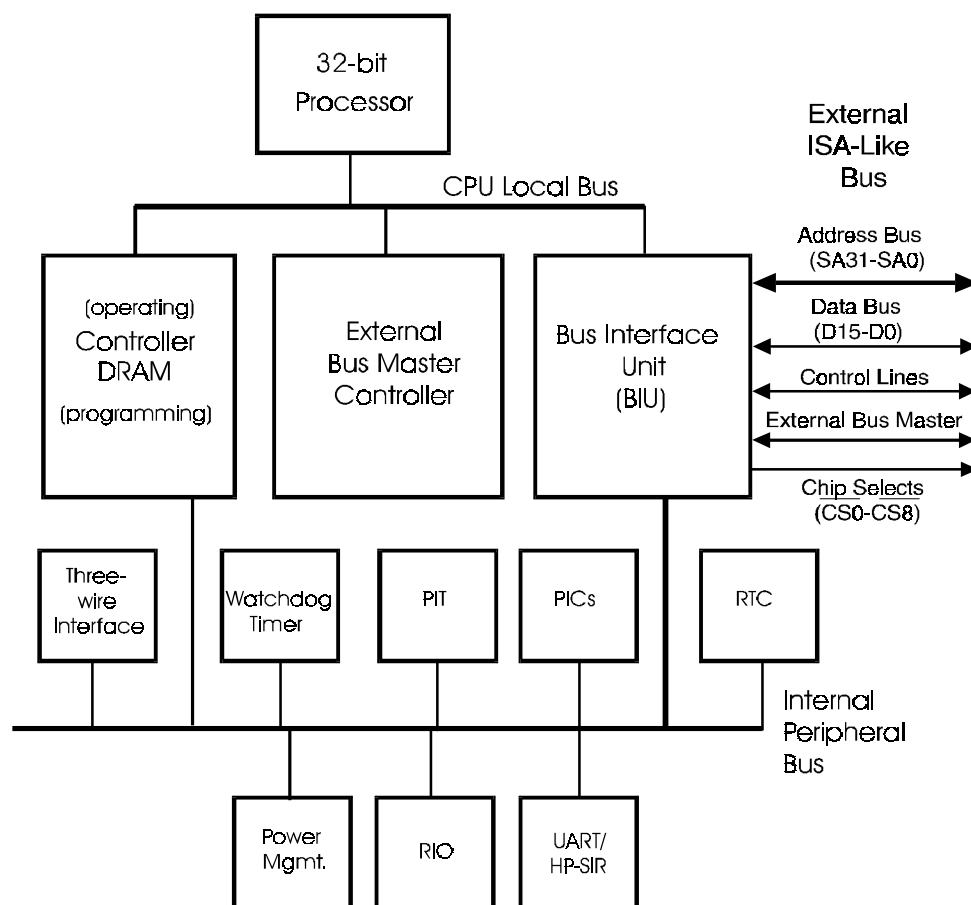 32-bit
Processor
External
ISA-Like
Bus
CPU Local Bus
Address Bus
(SA31-SA0)
(operating)
Controller
DRAM
(programming)
External
Bus Master
Controller
Bus Interface
Unit
(BIU)
Data Bus
(D15-D0)
Control Lines
External Bus Master
Chip Selects
(CS0-CS8)
Three-
wire
Interface
Watchdog
Timer
PIT
PICs
RTC
Internal
Peripheral
Bus
Power
Mgmt.
RIO
UART/
HP-SIR